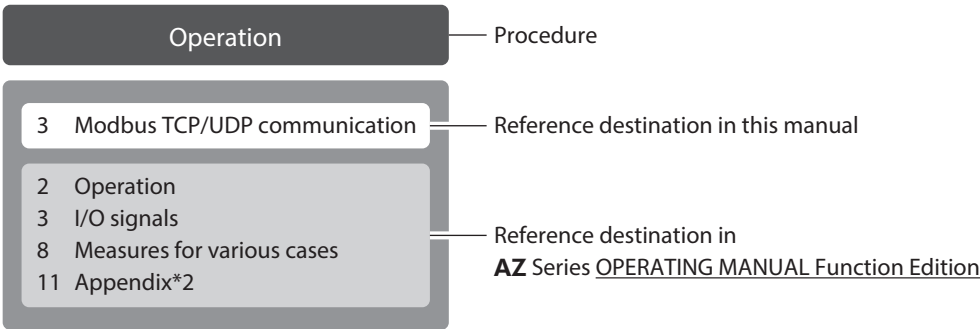 Operation
Procedure
3 Modbus TCP/UDP communication
Reference destination in this manual
2 Operation
3 I/O signals
8 Measures for various cases
11 Appendix*2
Reference destination in
AZ Series OPERATING MANUAL Function Edition